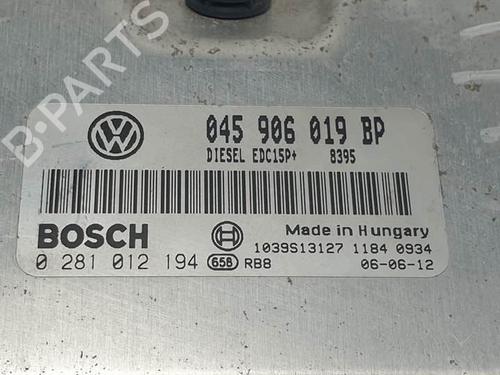 B-PARTS
045 906 019 BP
DIESEL EDC15P+ 8395
BOSCH
Made in Hungary
1039S13127 1184 0934
0 281 012 194 658 RB8 06-06-12